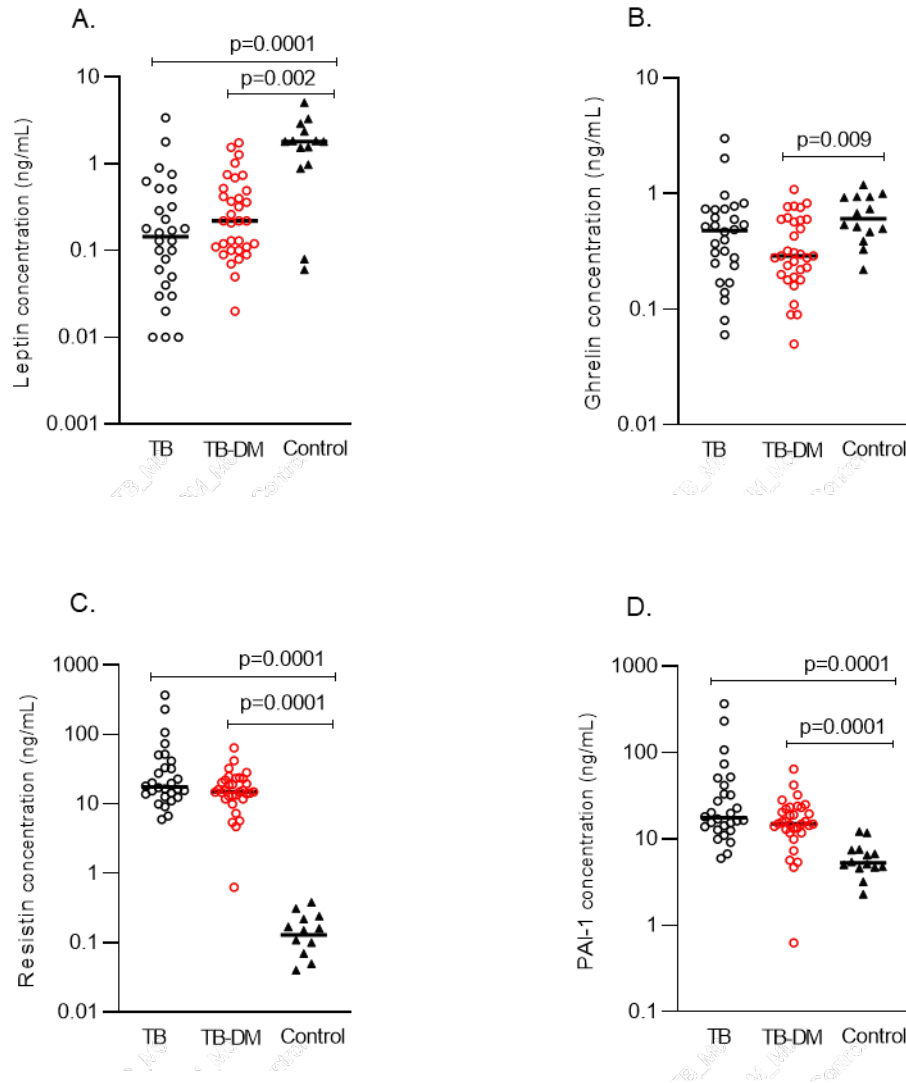 A.
p=0.0001
p=0.002
10
1
0.1
0.01
0.001
Leptin concentration (ng/mL)
TB
TB-DM
Control
B.
p=0.009
10
1
0.1
0.01
Ghrelin concentration (ng/mL)
TB
TB-DM
Control
C.
p=0.0001
p=0.0001
1000
100
10
1
0.1
0.01
Resistin concentration (ng/mL)
TB
TB-DM
Control
D.
p=0.0001
p=0.0001
1000
100
10
1
0.1
PAI-1 concentration (ng/mL)
TB
TB-DM
Control